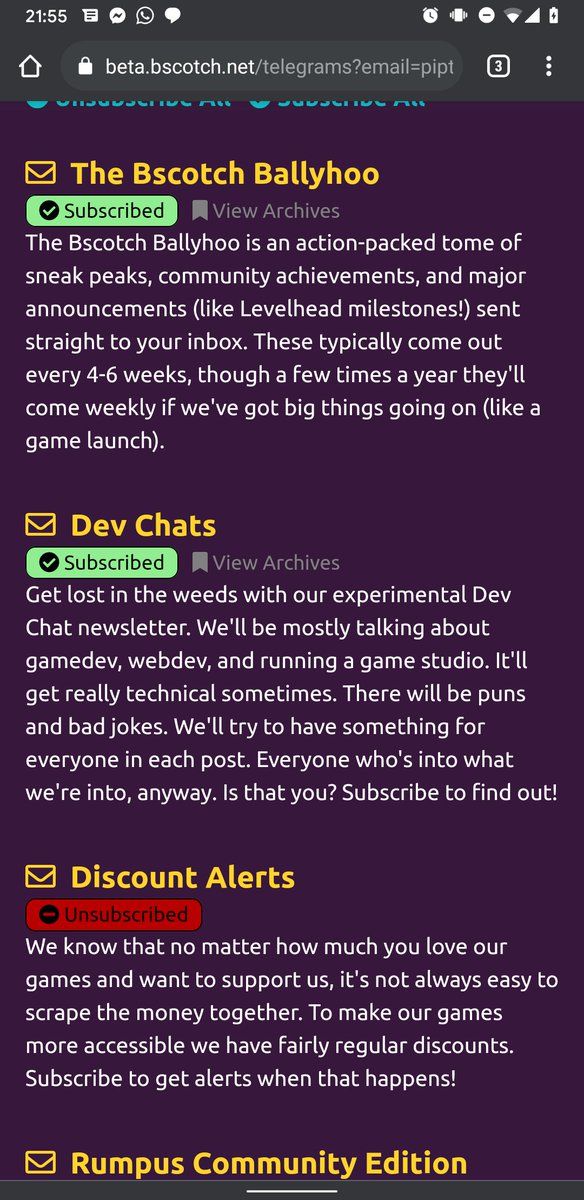 21:55
beta.bscotch.net/telegrams?email=pipt
3
Unsubscribe All Subscribe All
The Bscotch Ballyhoo
Subscribed View Archives
The Bscotch Ballyhoo is an action-packed tome of
sneak peaks, community achievements, and major
announcements (like Levelhead milestones!) sent
straight to your inbox. These typically come out
every 4-6 weeks, though a few times a year they'll
come weekly if we've got big things going on (like a
game launch).
Dev Chats
Subscribed View Archives
Get lost in the weeds with our experimental Dev
Chat newsletter. We'll be mostly talking about
gamedev, webdev, and running a game studio. It'll
get really technical sometimes. There will be puns
and bad jokes. We'll try to have something for
everyone in each post. Everyone who's into what
we're into, anyway. Is that you? Subscribe to find out!
Discount Alerts
Unsubscribed
We know that no matter how much you love our
games and want to support us, it's not always easy to
scrape the money together. To make our games
more accessible we have fairly regular discounts.
Subscribe to get alerts when that happens!
Rumpus Community Edition